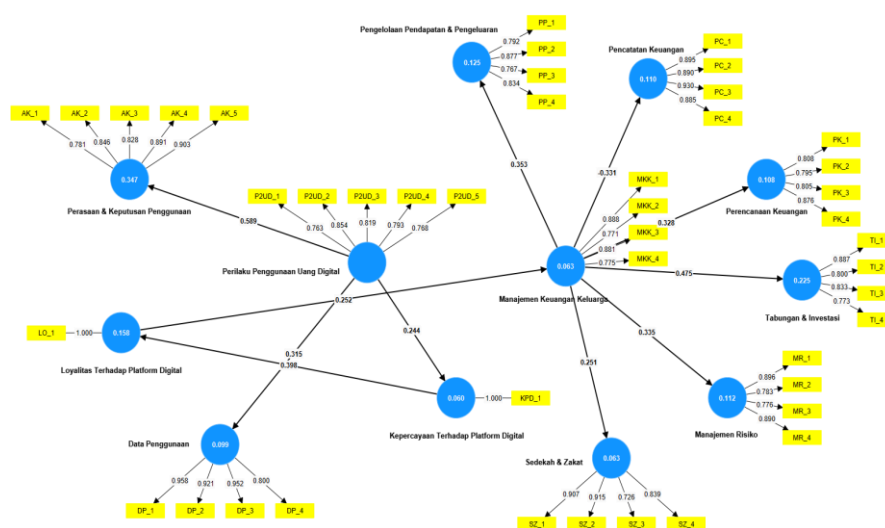 Pengelolaan Pendapatan & Pengeluaran
PP_1
PP_2
PP_3
PP_4
0.792
0.877
0.767
0.834
0.125
Pencatatan Keuangan
PC_1
PC_2
PC_3
PC_4
0.895
0.890
0.930
0.885
0.110
AK_1
AK_2
AK_3
AK_4
AK_5
0.781
0.846
0.828
0.891
0.903
0.347
Perasaan & Keputusan Penggunaan
0.589
P2UD_1
P2UD_2
P2UD_3
P2UD_4
P2UD_5
0.763
0.854
0.819
0.793
0.768
Perilaku Penggunaan Uang Digital
0.353
-0.331
MKK_1
MKK_2
MKK_3
MKK_4
0.888
0.771
0.881
0.775
0.328
0.063
Manajemen Keuangan Keluarga
PK_1
PK_2
PK_3
PK_4
0.808
0.795
0.805
0.876
0.108
Perencanaan Keuangan
0.475
TI_1
TI_2
TI_3
TI_4
0.887
0.800
0.833
0.773
0.225
Tabungan & Investasi
0.252
0.244
0.315
0.398
LO_1
1.000
0.158
Loyalitas Terhadap Platform Digital
0.060
1.000
KPD_1
Kepercayaan Terhadap Platform Digital
0.335
0.251
MR_1
MR_2
MR_3
MR_4
0.896
0.783
0.776
0.890
0.112
Manajemen Risiko
Data Penggunaan
0.099
0.958
0.921
0.952
0.800
DP_1
DP_2
DP_3
DP_4
Sedekah & Zakat
0.063
0.907
0.915
0.726
0.839
SZ_1
SZ_2
SZ_3
SZ_4